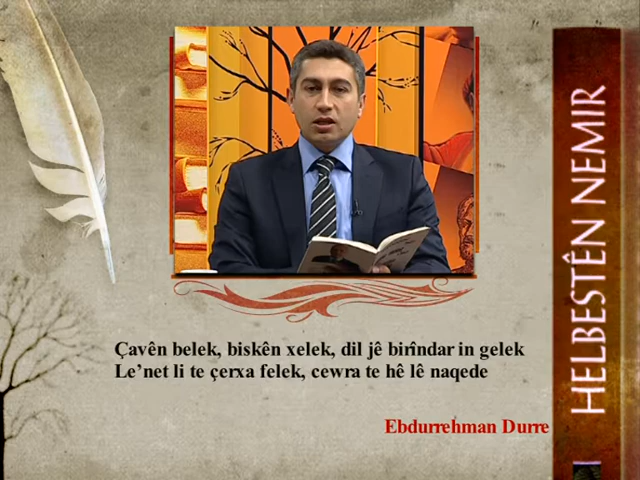 Çavên belek, biskên xelek, dil jê birîndar in gelek
Le’net li te çerxa felek, cewra te hê lê naqede
Ebdurrehman Durre
HELBESTÊN NEMIR